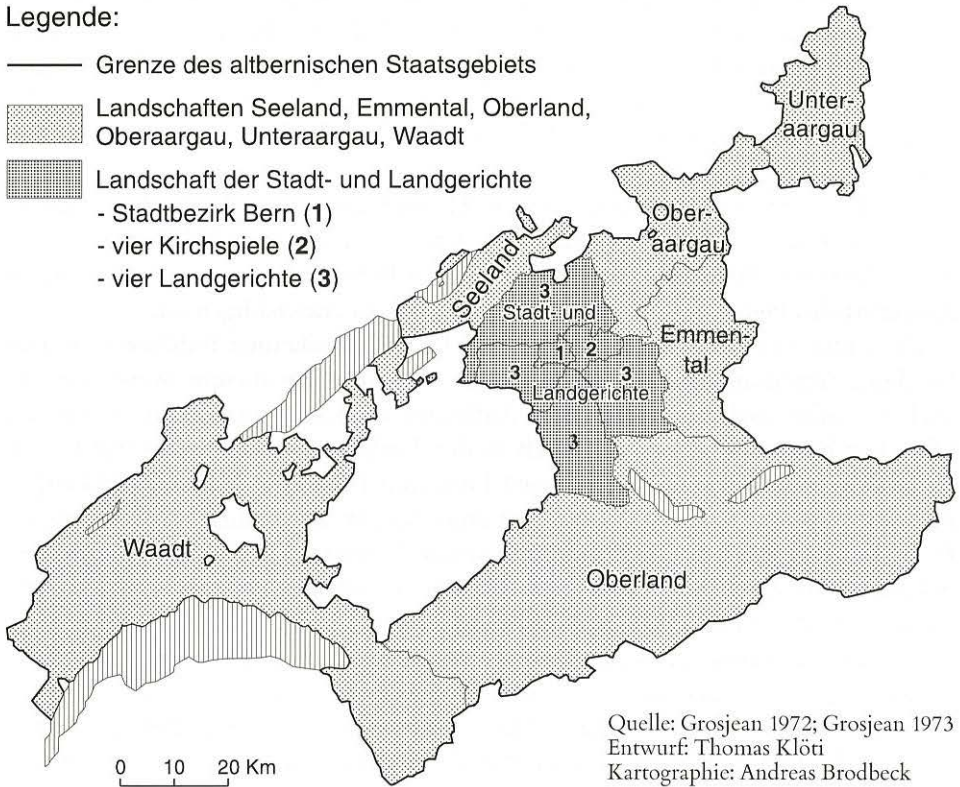 Legende:
Grenze des altbernischen Staatsgebiets
Landschaften Seeland, Emmental, Oberland,
Oberaargau, Unteraargau, Waadt
Landschaft der Stadt- und Landgerichte
- Stadtbezirk Bern (1)
- vier Kirchspiele (2)
- vier Landgerichte (3)
Unter-
aargau
Ober-
aargau
Seeland
3
Stadt- und
1
2
3
3
Landgerichte
Emmen-
tal
3
Waadt
Oberland
0 10 20 Km
Quelle: Grosjean 1972; Grosjean 1973
Entwurf: Thomas Klöti
Kartographie: Andreas Brodbeck